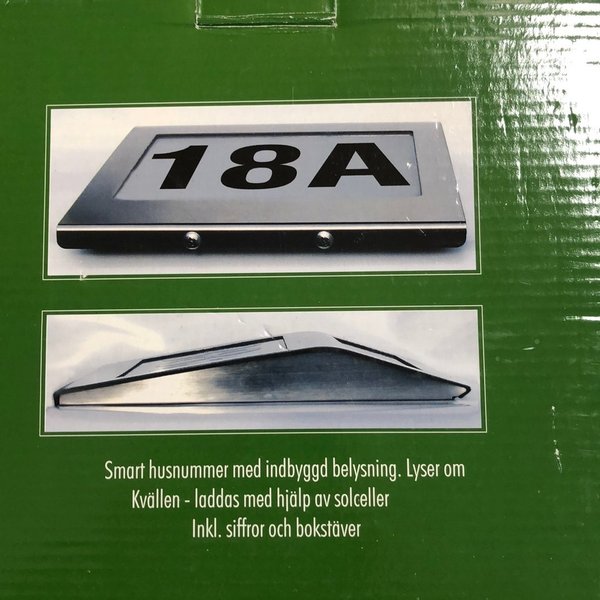 18A
Smart husnummer med indbyggd belysning. Lyser om
Kvällen - laddas med hjälp av solceller
Inkl. siffror och bokstäver